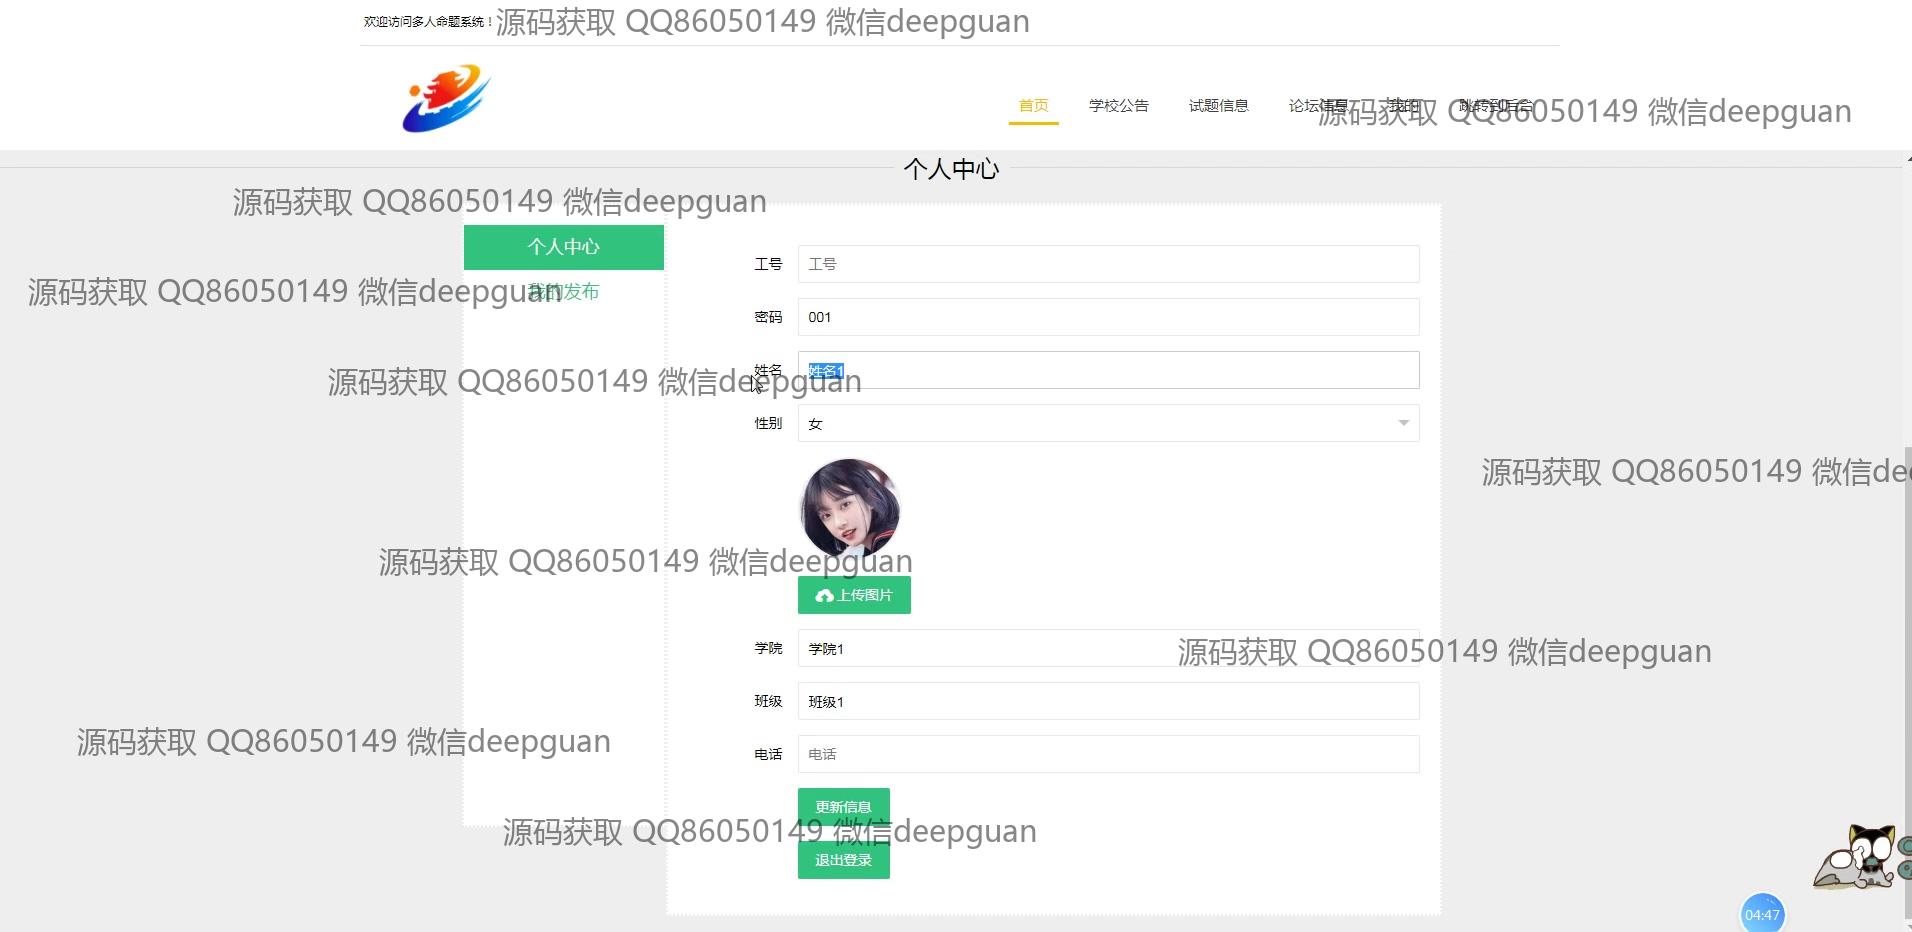 欢迎访问多人命题系统！
源码获取 QQ86050149 微信deepguan
首页
学校公告
试题信息
论坛信息
我的
跳转到后台
源码获取 QQ86050149 微信deepguan
个人中心
源码获取 QQ86050149 微信deepguan
个人中心
工号 工号
源码获取 QQ86050149 微信deepguan
我的发布
密码 001
姓名 姓名1
源码获取 QQ86050149 微信deepguan
性别 女
源码获取 QQ86050149 微信dee
源码获取 QQ86050149 微信deepguan
上传图片
学院 学院1
源码获取 QQ86050149 微信deepguan
班级 班级1
源码获取 QQ86050149 微信deepguan
电话 电话
更新信息
源码获取 QQ86050149 微信deepguan
退出登录
04:47